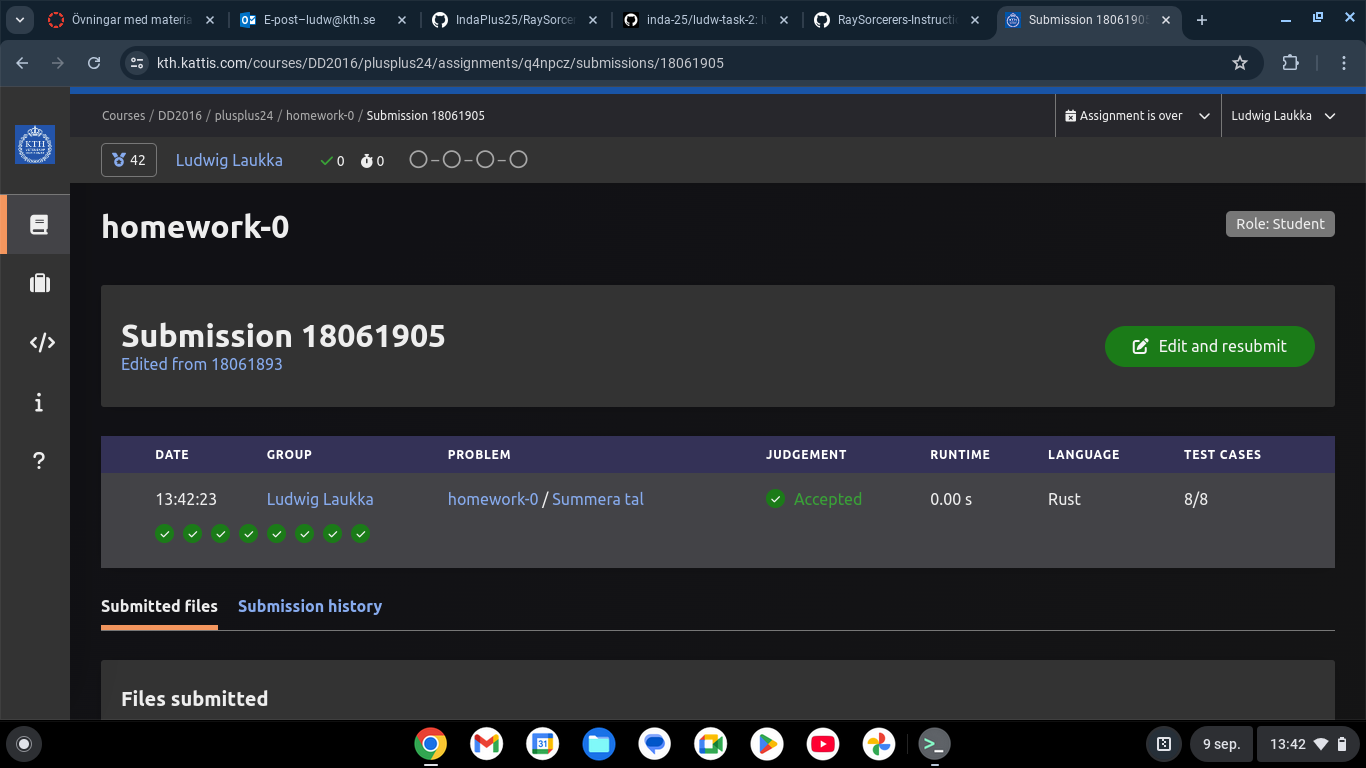 Övningar med materia
E-post–ludw@kth.se
IndaPlus25/RaySorcer
inda-25/ludw-task-2: l
RaySorcerers-Instructi
Submission 18061905
kth.kattis.com/courses/DD2016/plusplus24/assignments/q4npcz/submissions/18061905
Courses / DD2016 / plusplus24 / homework-0 / Submission 18061905
Assignment is over
Ludwig Laukka
42 Ludwig Laukka 0 0
KTH
homework-0
Role: Student
Submission 18061905
Edited from 18061893
Edit and resubmit
DATE GROUP PROBLEM JUDGEMENT RUNTIME LANGUAGE TEST CASES
13:42:23 Ludwig Laukka homework-0 / Summera tal Accepted 0.00 s Rust 8/8
Submitted files Submission history
Files submitted
31
9 sep. 13:42